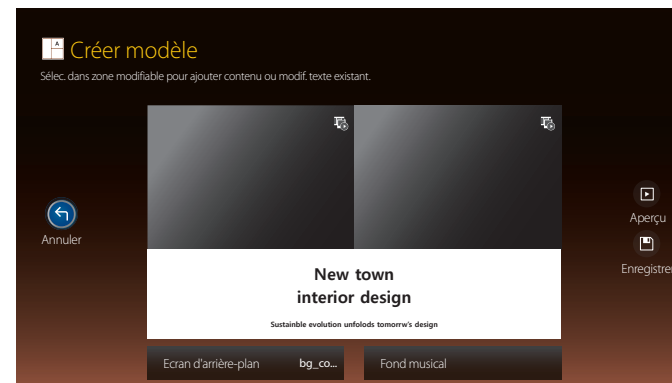 A
Créer modèle
Sélec. dans zone modifiable pour ajouter contenu ou modif. texte existant.
Annuler
New town
interior design
Sustainble evolution unfolods tomorrw's design
Aperçu
Enregistrer
Ecran d'arrière-plan bg_co...
Fond musical